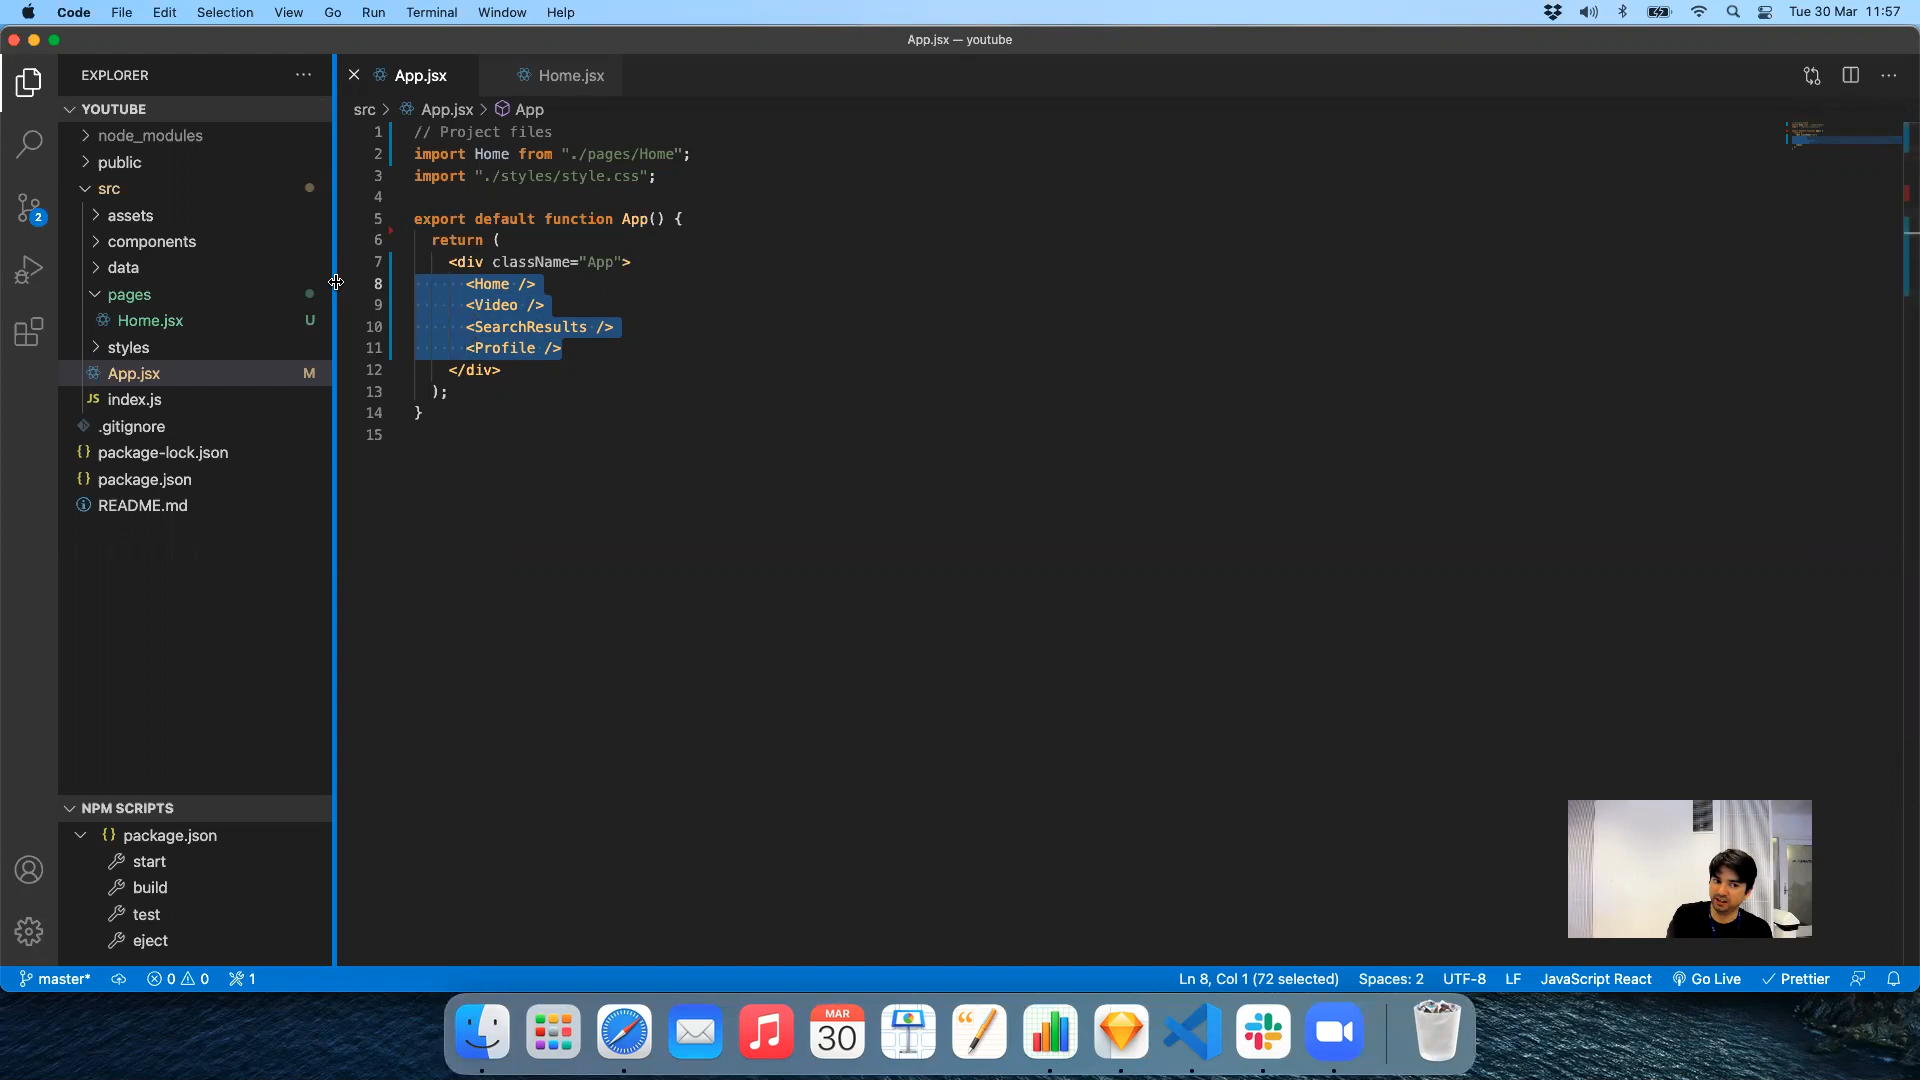 Code File Edit Selection View Go Run Terminal Window Help Tue 30 Mar 11:57
App.jsx — youtube
EXPLORER
YOUTUBE
node_modules
public
src
assets
components
data
pages
Home.jsx U
styles
App.jsx M
JS index.js
.gitignore
{} package-lock.json
{} package.json
README.md
2
NPM SCRIPTS
{} package.json
start
build
test
eject
App.jsx Home.jsx
src > App.jsx > App
1 // Project files
2 import Home from "./pages/Home";
3 import "./styles/style.css";
4
5 export default function App() {
6 return (
7 <div className="App">
8 <Home />
9 <Video />
10 <SearchResults />
11 <Profile />
12 </div>
13 );
14 }
15
master* 0 0 1 Ln 8, Col 1 (72 selected) Spaces: 2 UTF-8 LF JavaScript React Go Live Prettier
MAR
30